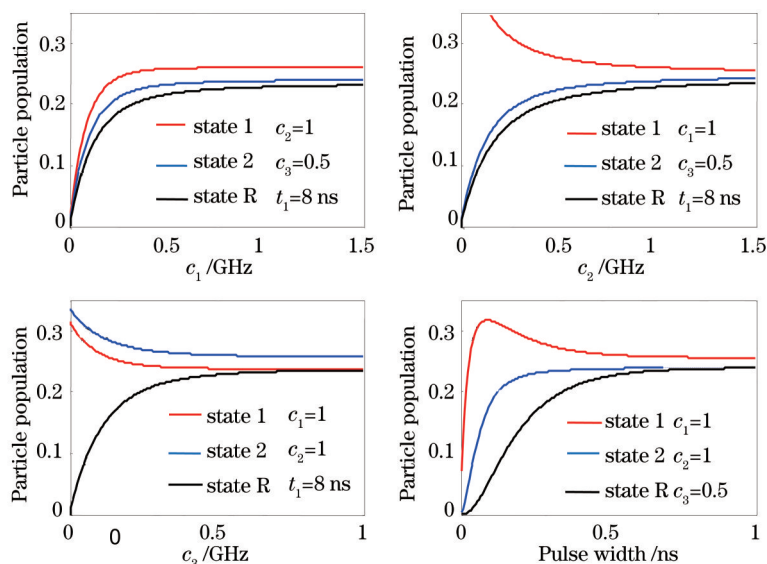 Particle population
0.3
0.2
0.1
0
state 1 c₂=1
state 2 c₃=0.5
state R t₁=8 ns
0 0.5 1 1.5
c₁/GHz
Particle population
0.3
0.2
0.1
0
state 1 c₁=1
state 2 c₃=0.5
state R t₁=8 ns
0 0.5 1 1.5
c₂/GHz
Particle population
0.3
0.2
0.1
0
state 1 c₁=1
state 2 c₂=1
state R t₁=8 ns
0 0 0.5 1
c₃/GHz
Particle population
0.3
0.2
0.1
0
state 1 c₁=1
state 2 c₂=1
state R c₃=0.5
0 0.5 1
Pulse width /ns